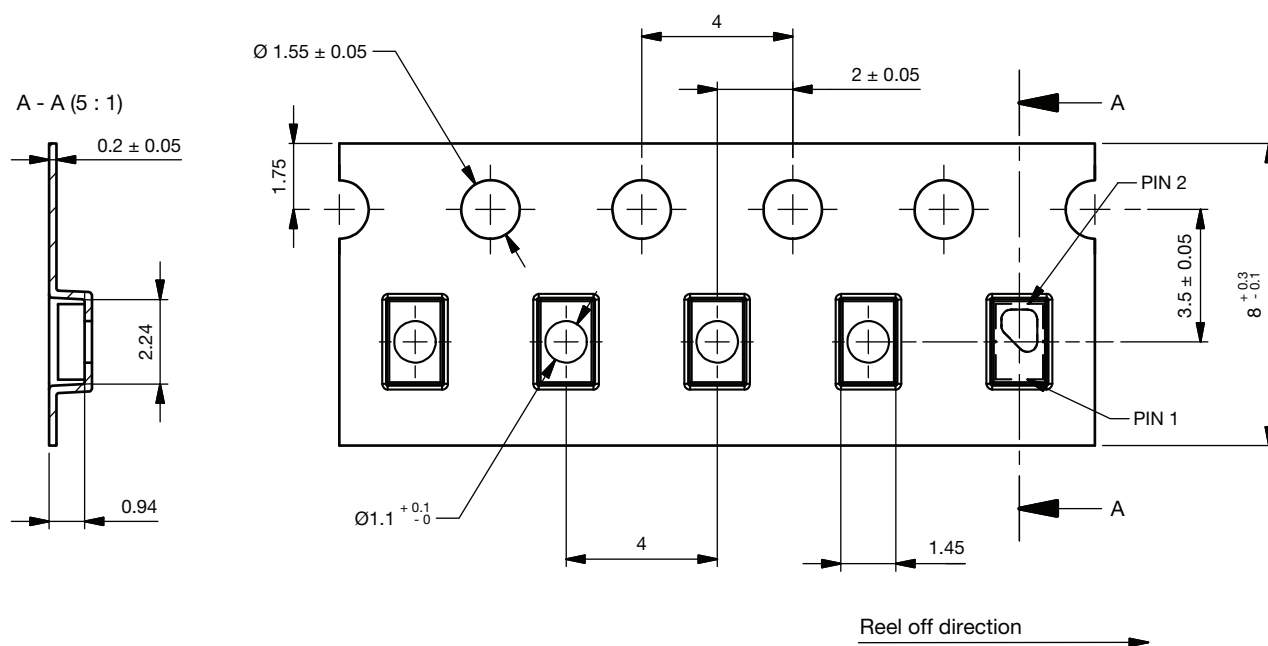 4
Ø 1.55 ± 0.05
2 ± 0.05
A - A (5 : 1)
A
0.2 ± 0.05
1.75
PIN 2
3.5 ± 0.05
8 +0.3 -0.1
2.24
PIN 1
0.94
Ø1.1 +0.1 -0
A
4
1.45
Reel off direction